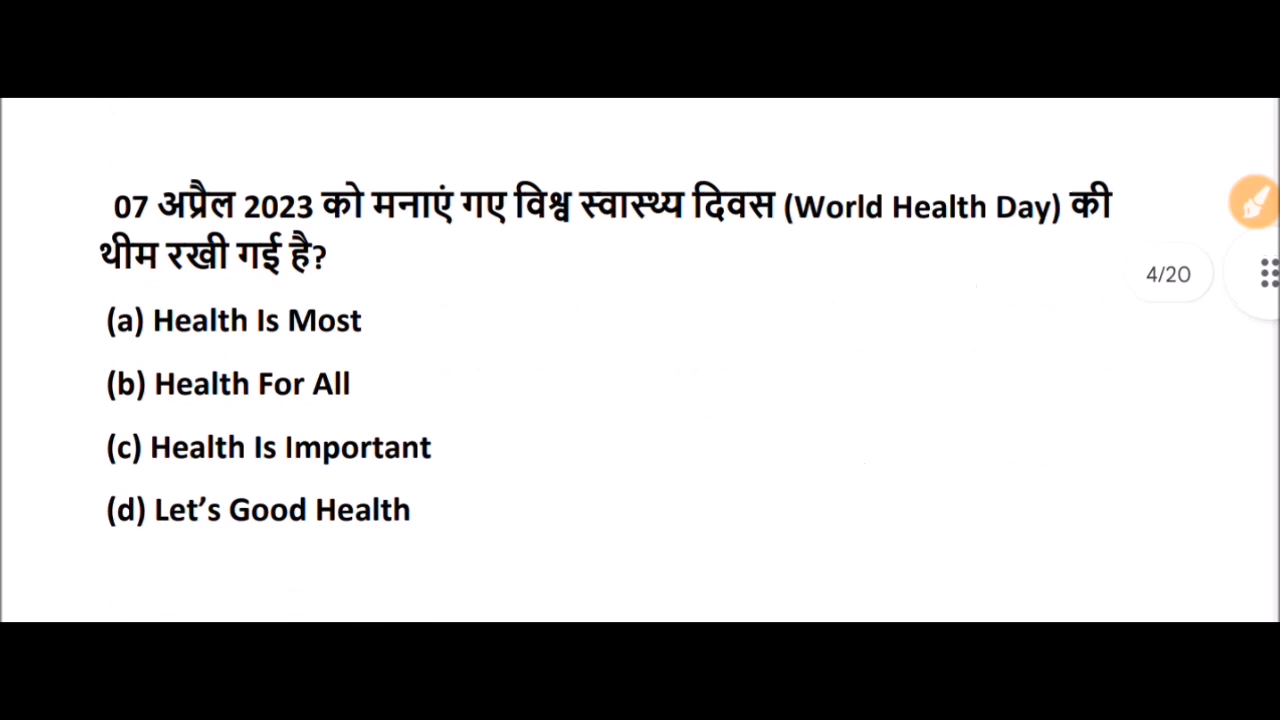 07 अप्रैल 2023 को मनाएं गए विश्व स्वास्थ्य दिवस (World Health Day) की
थीम रखी गई है?
4/20
(a) Health Is Most
(b) Health For All
(c) Health Is Important
(d) Let’s Good Health